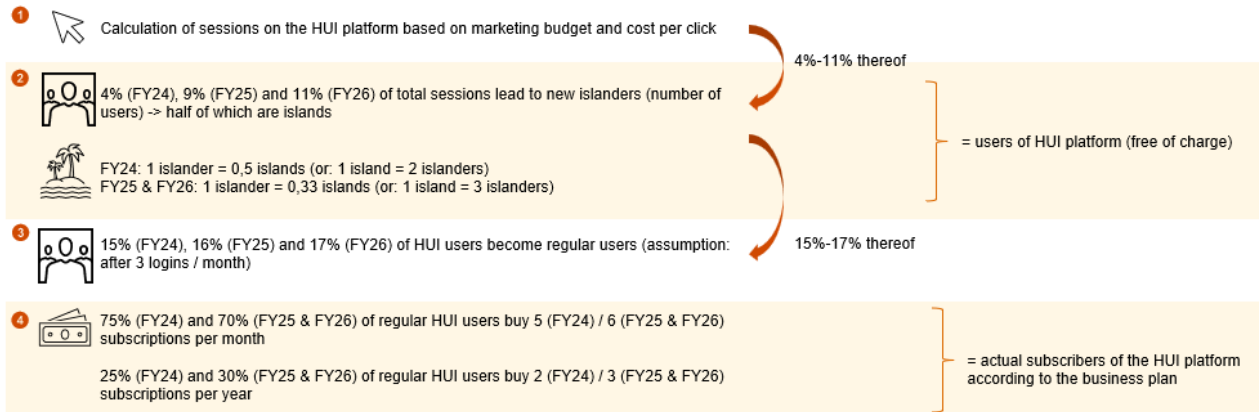 1
Calculation of sessions on the HUI platform based on marketing budget and cost per click
4%-11% thereof
2
4% (FY24), 9% (FY25) and 11% (FY26) of total sessions lead to new islanders (number of
users) -> half of which are islands
= users of HUI platform (free of charge)
FY24: 1 islander = 0,5 islands (or: 1 island = 2 islanders)
FY25 & FY26: 1 islander = 0,33 islands (or: 1 island = 3 islanders)
3
15% (FY24), 16% (FY25) and 17% (FY26) of HUI users become regular users (assumption:
after 3 logins / month)
15%-17% thereof
4
75% (FY24) and 70% (FY25 & FY26) of regular HUI users buy 5 (FY24) / 6 (FY25 & FY26)
subscriptions per month
25% (FY24) and 30% (FY25 & FY26) of regular HUI users buy 2 (FY24) / 3 (FY25 & FY26)
subscriptions per year
= actual subscribers of the HUI platform
according to the business plan